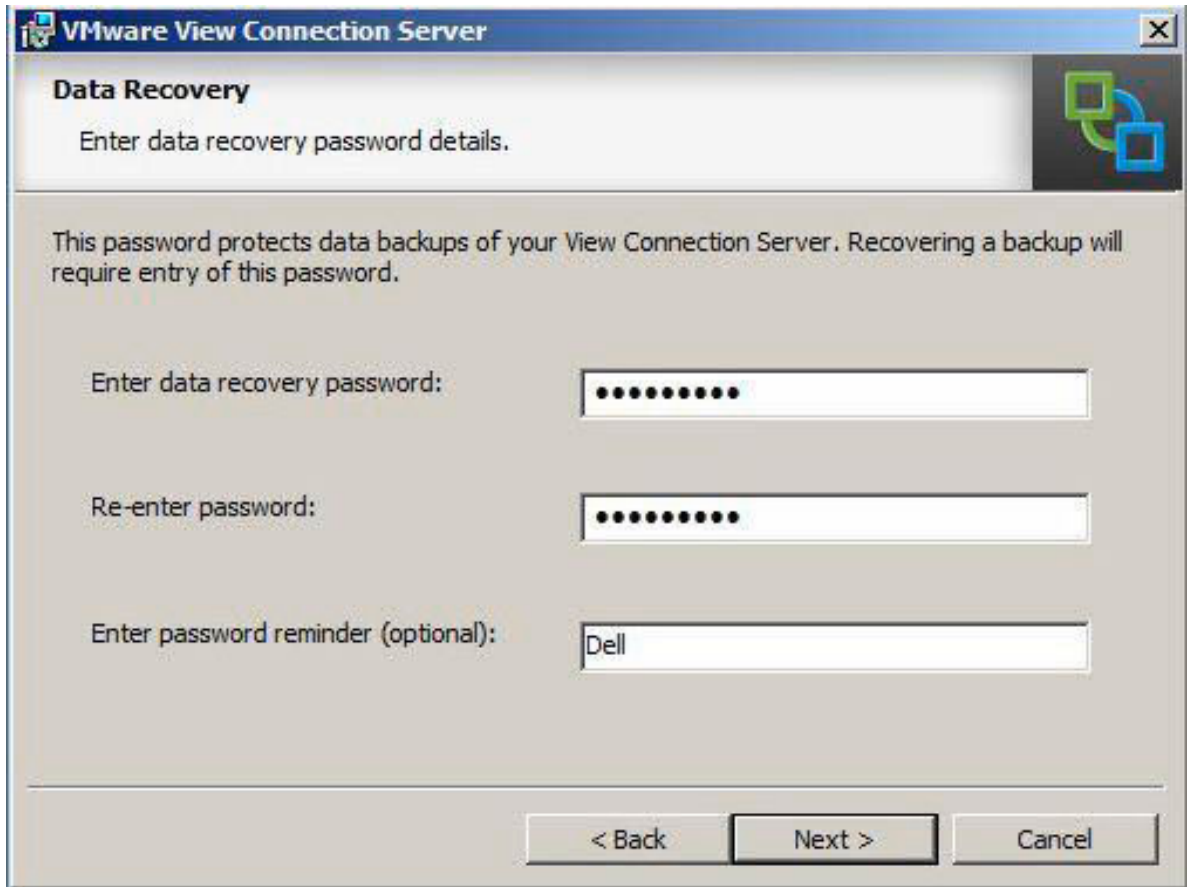 VMware View Connection Server
Data Recovery
Enter data recovery password details.
This password protects data backups of your View Connection Server. Recovering a backup will
require entry of this password.
Enter data recovery password: •••••••••
Re-enter password: •••••••••
Enter password reminder (optional): Dell
< Back Next > Cancel